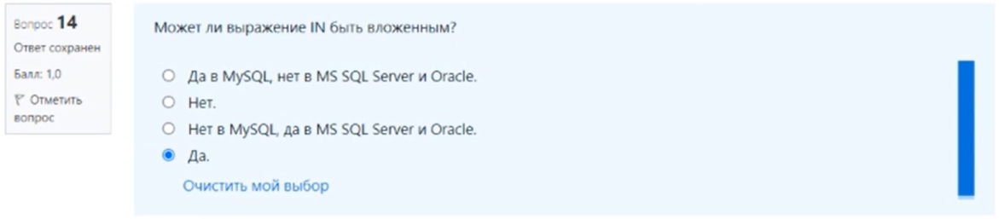 Вопрос 14
Ответ сохранен
Балл: 1,0
Отметить
вопрос
Может ли выражение IN быть вложенным?
Да в MySQL, нет в MS SQL Server и Oracle.
Нет.
Нет в MySQL, да в MS SQL Server и Oracle.
Да.
Очистить мой выбор